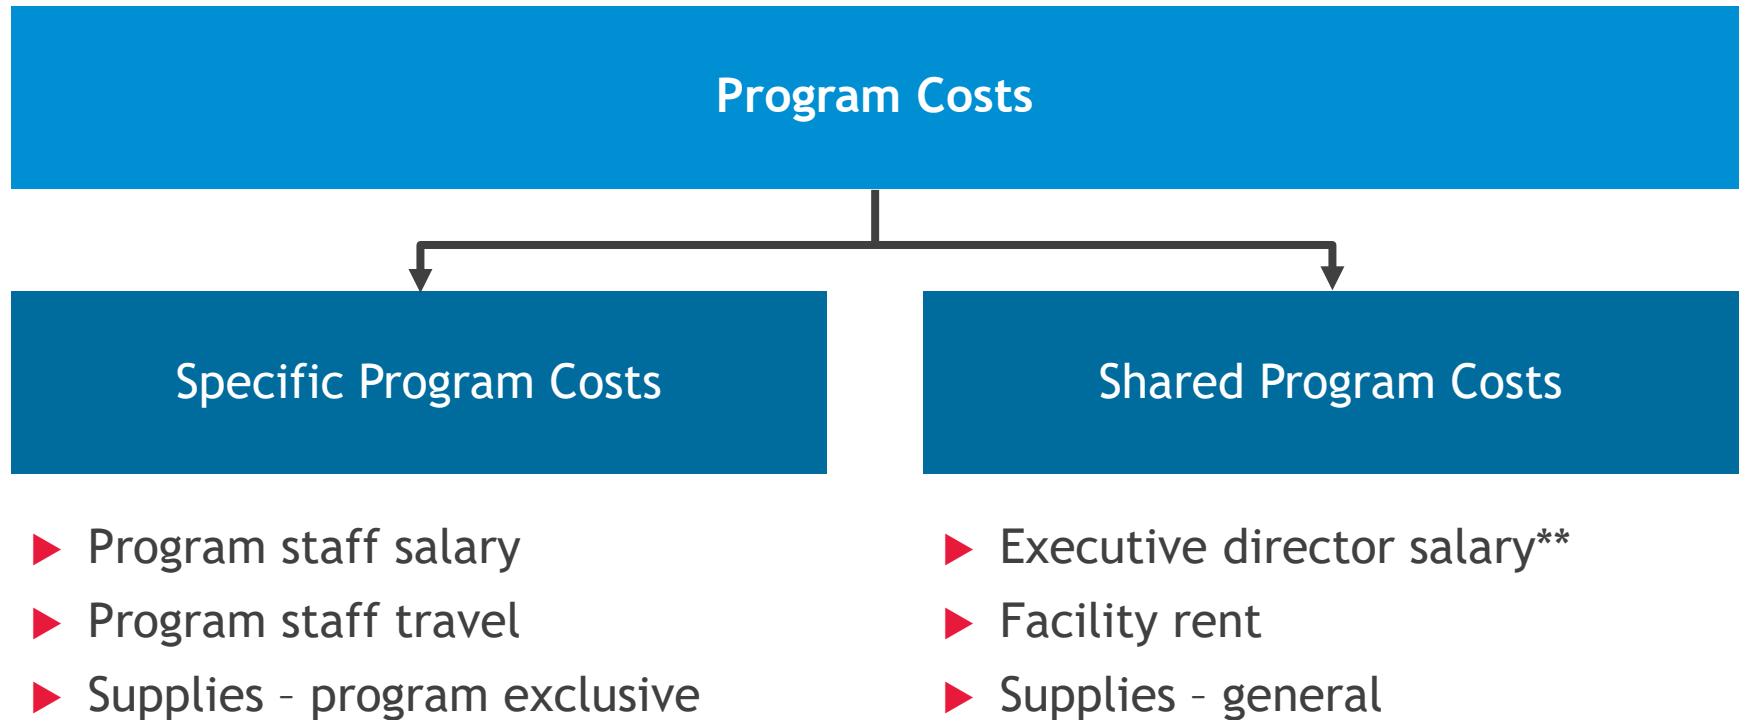 Program Costs
Specific Program Costs
Shared Program Costs
Program staff salary
Program staff travel
Supplies – program exclusive
Executive director salary**
Facility rent
Supplies – general